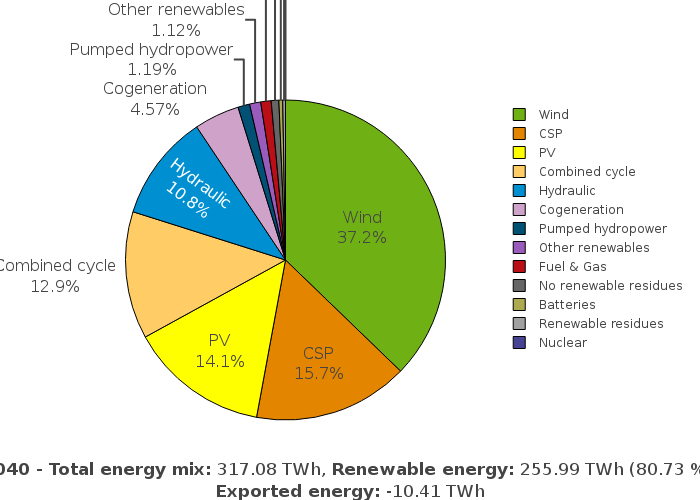 Other renewables
1.12%
Pumped hydropower
1.19%
Cogeneration
4.57%
Hydraulic
10.8%
Wind
37.2%
Combined cycle
12.9%
PV
14.1%
CSP
15.7%
Wind
CSP
PV
Combined cycle
Hydraulic
Cogeneration
Pumped hydropower
Other renewables
Fuel & Gas
No renewable residues
Batteries
Renewable residues
Nuclear
040 - Total energy mix: 317.08 TWh, Renewable energy: 255.99 TWh (80.73 %
Exported energy: -10.41 TWh